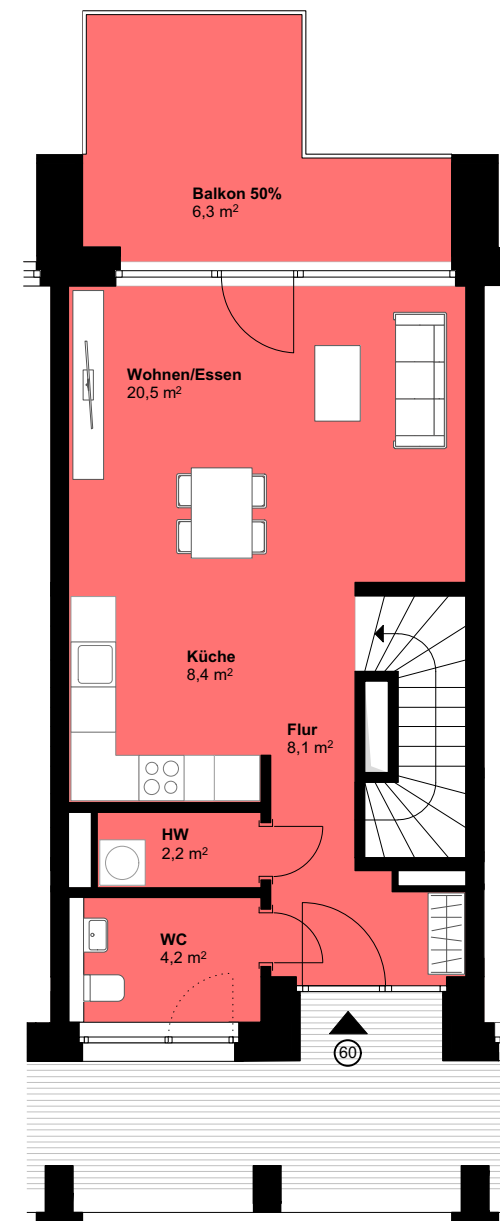 Balkon 50%
6,3 m²
Wohnen/Essen
20,5 m²
Küche
8,4 m²
Flur
8,1 m²
HW
2,2 m²
WC
4,2 m²
60